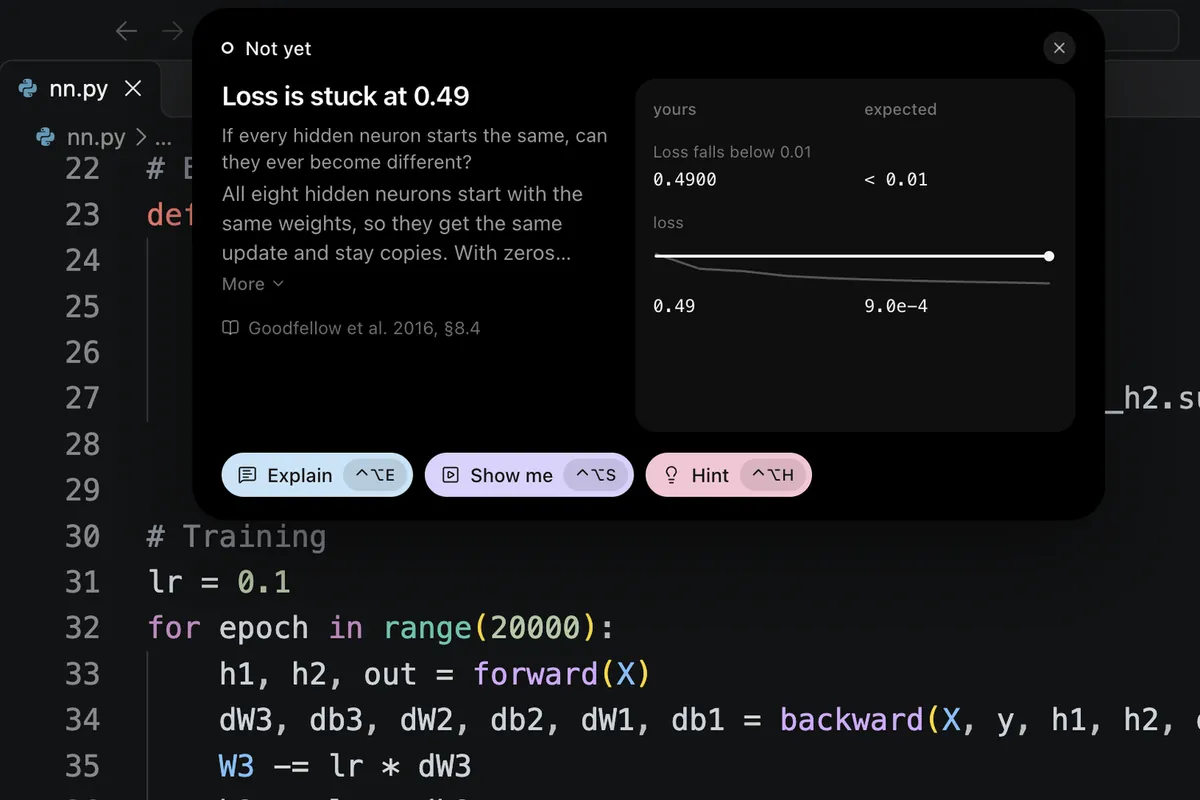 Not yet
nn.py
Loss is stuck at 0.49
If every hidden neuron starts the same, can
they ever become different?
All eight hidden neurons start with the
same weights, so they get the same
update and stay copies. With zeros...
More
Goodfellow et al. 2016, §8.4
yours expected
Loss falls below 0.01
0.4900 < 0.01
loss
0.49 9.0e-4
Explain ^⌥E
Show me ^⌥S
Hint ^⌥H
nn.py > ...
22 #
23 def
24
25
26
27 _h2.su
28
29
30 # Training
31 lr = 0.1
32 for epoch in range(20000):
33 h1, h2, out = forward(X)
34 dW3, db3, dW2, db2, dW1, db1 = backward(X, y, h1, h2,
35 W3 -= lr * dW3